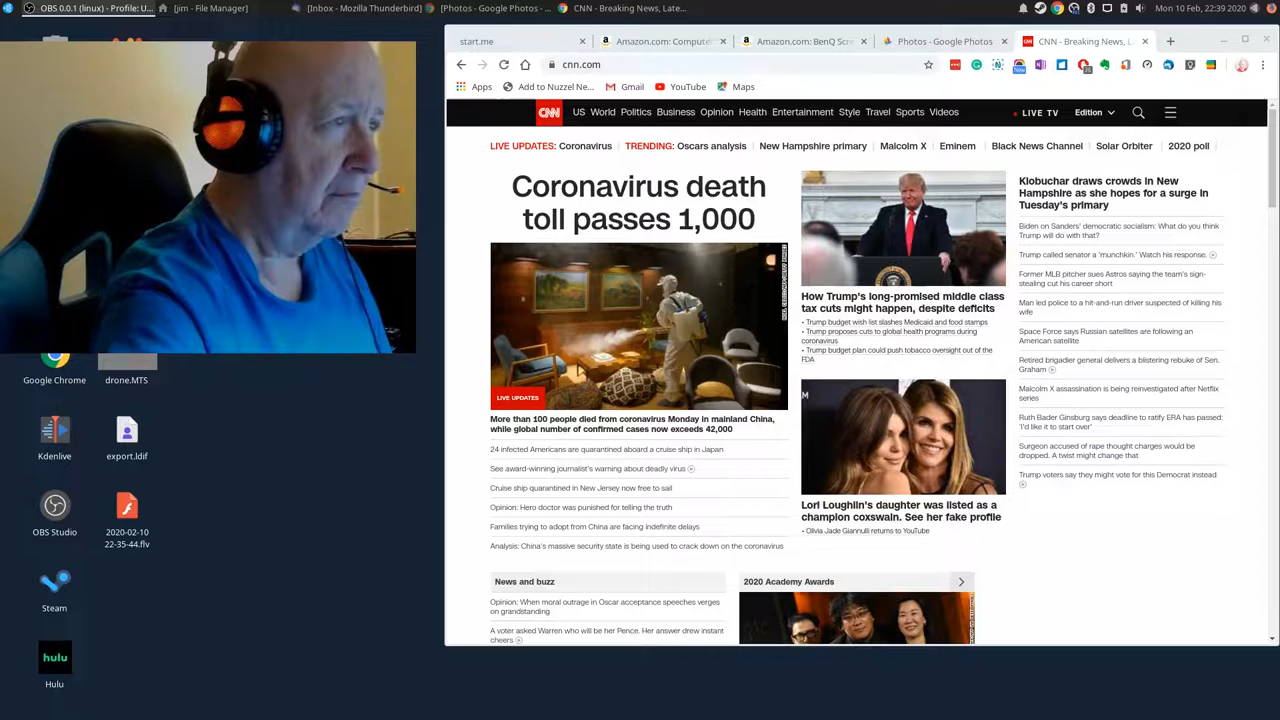 OBS 0.0.1 (linux) - Profile: U...
[jim - File Manager]
[Inbox - Mozilla Thunderbird]
[Photos - Google Photos - ...
CNN - Breaking News, Late...
Mon 10 Feb, 22:39 2020
start.me
Amazon.com: Computer
Amazon.com: BenQ Scre
Photos - Google Photos
CNN - Breaking News, La
cnn.com
Apps
Add to Nuzzel Ne...
Gmail
YouTube
Maps
CNN
US World Politics Business Opinion Health Entertainment Style Travel Sports Videos
LIVE TV
Edition
LIVE UPDATES: Coronavirus
TRENDING: Oscars analysis
New Hampshire primary
Malcolm X
Eminem
Black News Channel
Solar Orbiter
2020 poll
Coronavirus death
toll passes 1,000
LIVE UPDATES
More than 100 people died from coronavirus Monday in mainland China,
while global number of confirmed cases now exceeds 42,000
24 infected Americans are quarantined aboard a cruise ship in Japan
See award-winning journalist's warning about deadly virus
Cruise ship quarantined in New Jersey now free to sail
Opinion: Hero doctor was punished for telling the truth
Families trying to adopt from China are facing indefinite delays
Analysis: China's massive security state is being used to crack down on the coronavirus
How Trump's long-promised middle class
tax cuts might happen, despite deficits
• Trump budget wish list slashes Medicaid and food stamps
• Trump proposes cuts to global health programs during
coronavirus
• Trump budget plan could push tobacco oversight out of the
FDA
Lori Loughlin's daughter was listed as a
champion coxswain. See her fake profile
• Olivia Jade Giannulli returns to YouTube
Klobuchar draws crowds in New
Hampshire as she hopes for a surge in
Tuesday's primary
Biden on Sanders' democratic socialism: What do you think
Trump will do with that?
Trump called senator a 'munchkin.' Watch his response.
Former MLB pitcher sues Astros saying the team's sign-
stealing cut his career short
Man led police to a hit-and-run driver suspected of killing his
wife
Space Force says Russian satellites are following an
American satellite
Retired brigadier general delivers a blistering rebuke of Sen.
Graham
Malcolm X assassination is being reinvestigated after Netflix
series
Ruth Bader Ginsburg says deadline to ratify ERA has passed:
'I'd like it to start over'
Surgeon accused of rape thought charges would be
dropped. A twist might change that
Trump voters say they might vote for this Democrat instead
News and buzz
Opinion: When moral outrage in Oscar acceptance speeches verges
on grandstanding
A voter asked Warren who will be her Pence. Her answer drew instant
cheers
2020 Academy Awards
Google Chrome
drone.MTS
Kdenlive
export.ldif
OBS Studio
2020-02-10
22-35-44.flv
Steam
hulu
Hulu